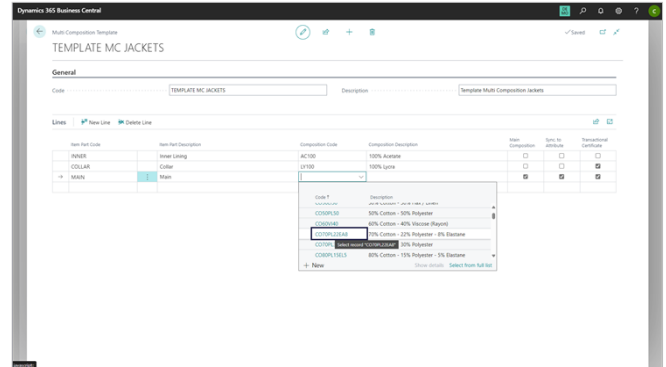 Dynamics 365 Business Central
Multi Composition Template
Saved
TEMPLATE MC JACKETS
General
Code TEMPLATE MC JACKETS Description Template Multi Composition Jackets
Lines New Line Delete Line
Item Part Code Item Part Description Composition Code Composition Description Main Composition Sync to Attribute Transactional Certificate
INNER Inner Lining AC100 100% Acetate
COLLAR Collar LY100 100% Lycra
MAIN Main
Code Description
CO50PL50 50% Cotton - 50% Polyester
CO60VI40 60% Cotton - 40% Viscose (Rayon)
CO70PL22EA8 70% Cotton - 22% Polyester - 8% Elastane
CO70PL Select record "CO70PL22EA8" 30% Polyester
CO80PL15EL5 80% Cotton - 15% Polyester - 5% Elastane
+ New Show details Select from full list